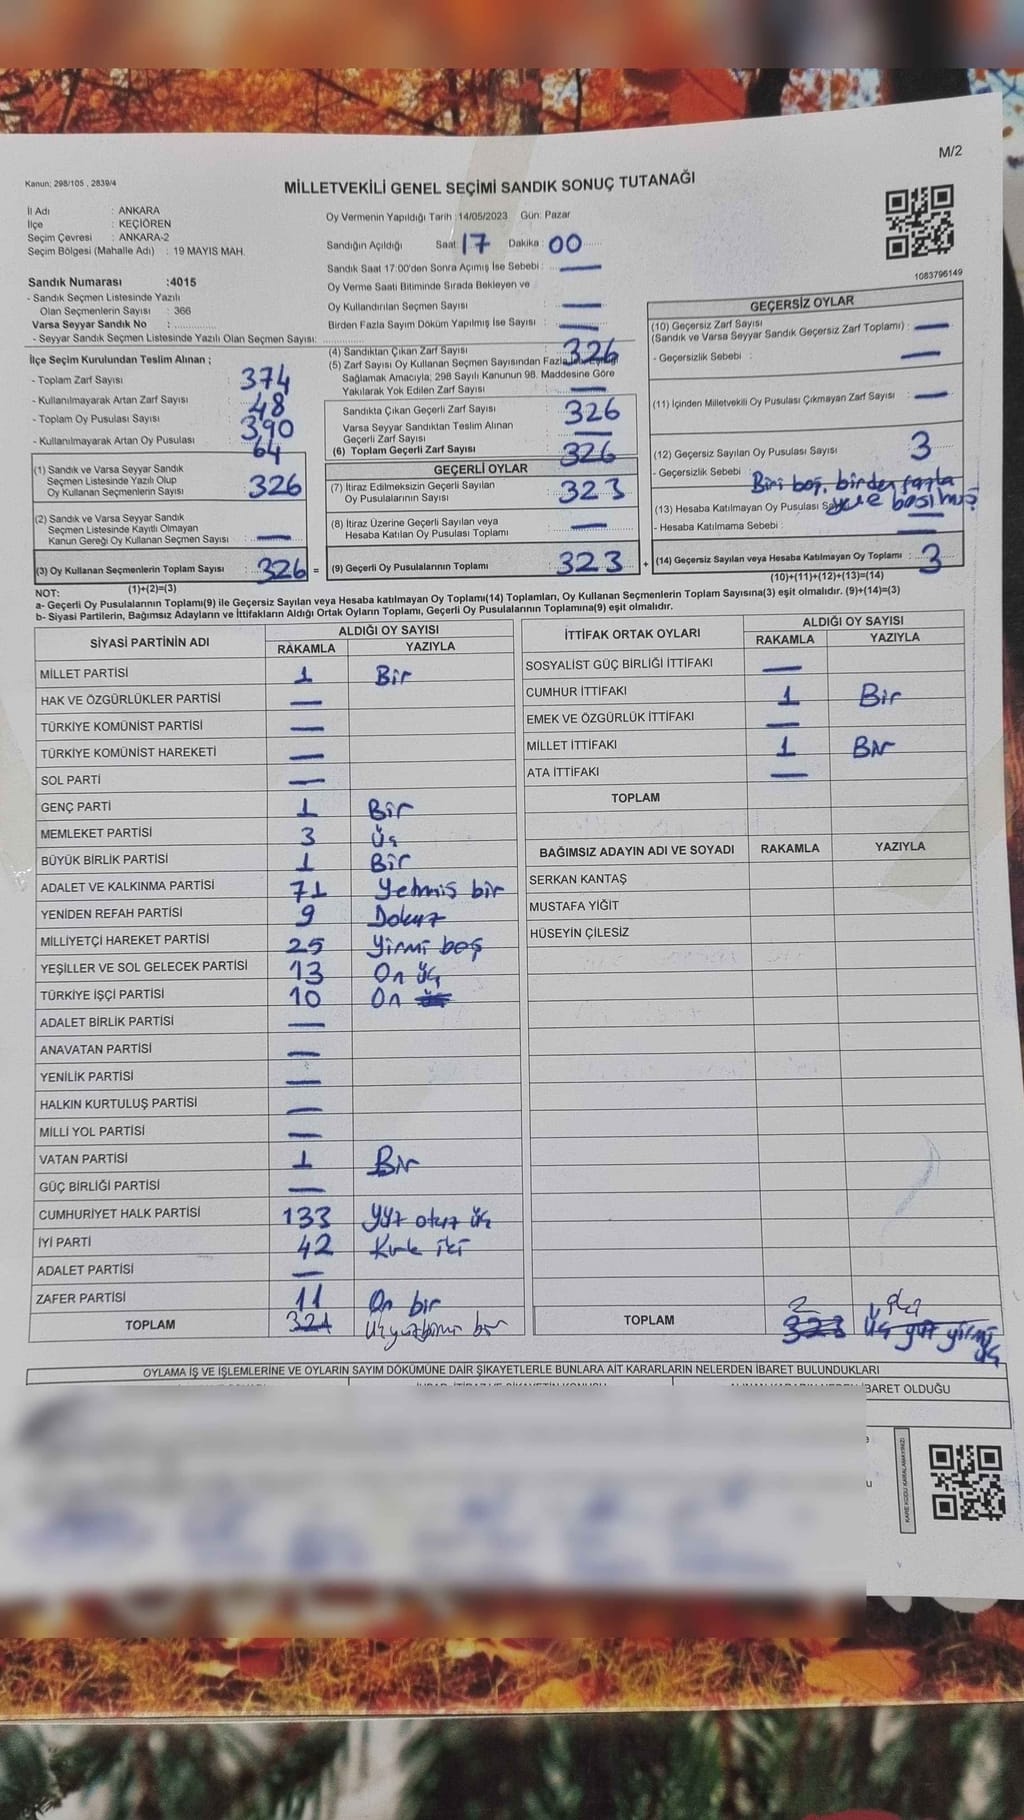 M/2
Kanun: 298/105 , 2839/4
MİLLETVEKİLİ GENEL SEÇİMİ SANDIK SONUÇ TUTANAĞI
İl Adı : ANKARA
İlçe : KEÇİÖREN
Seçim Çevresi : ANKARA-2
Seçim Bölgesi (Mahalle Adı) : 19 MAYIS MAH.
Sandık Numarası :4015
- Sandık Seçmen Listesinde Yazılı
Olan Seçmenlerin Sayısı : 366
Varsa Seyyar Sandık No :
- Seyyar Sandık Seçmen Listesinde Yazılı Olan Seçmen Sayısı:
Oy Vermenin Yapıldığı Tarih :14/05/2023 Gün: Pazar
Sandığın Açıldığı Saat: 17 Dakika : 00
Sandık Saat 17:00'den Sonra Açımış İse Sebebi : —
Oy Verme Saati Bitiminde Sırada Bekleyen ve
Oy Kullandırılan Seçmen Sayısı : —
Birden Fazla Sayım Döküm Yapılmış İse Sayısı : —
1083796149
İlçe Seçim Kurulundan Teslim Alınan ;
- Toplam Zarf Sayısı : 374
- Kullanılmayarak Artan Zarf Sayısı : 48
- Toplam Oy Pusulası Sayısı : 390
- Kullanılmayarak Artan Oy Pusulası : 64
(1) Sandık ve Varsa Seyyar Sandık
Seçmen Listesinde Yazılı Olup
Oy Kullanan Seçmenlerin Sayısı : 326
(2) Sandık ve Varsa Seyyar Sandık
Seçmen Listesinde Kayıtlı Olmayan
Kanun Gereği Oy Kullanan Seçmen Sayısı : —
(3) Oy Kullanan Seçmenlerin Toplam Sayısı : 326 =
(1)+(2)=(3)
(4) Sandıktan Çıkan Zarf Sayısı : 326
(5) Zarf Sayısı Oy Kullanan Seçmen Sayısından Fazla
Sağlamak Amacıyla; 298 Sayılı Kanunun 98. Maddesine Göre
Yakılarak Yok Edilen Zarf Sayısı : —
Sandıkta Çıkan Geçerli Zarf Sayısı : 326
Varsa Seyyar Sandıktan Teslim Alınan
Geçerli Zarf Sayısı : —
(6) Toplam Geçerli Zarf Sayısı : 326
GEÇERLİ OYLAR
(7) İtiraz Edilmeksizin Geçerli Sayılan
Oy Pusulalarının Sayısı : 323
(8) İtiraz Üzerine Geçerli Sayılan veya
Hesaba Katılan Oy Pusulası Toplamı : —
(9) Geçerli Oy Pusulalarının Toplamı : 323 +
GEÇERSİZ OYLAR
(10) Geçersiz Zarf Sayısı
(Sandık ve Varsa Seyyar Sandık Geçersiz Zarf Toplamı) : —
- Geçersizlik Sebebi : —
(11) İçinden Milletvekili Oy Pusulası Çıkmayan Zarf Sayısı : —
(12) Geçersiz Sayılan Oy Pusulası Sayısı : 3
- Geçersizlik Sebebi : Biri boş, birden fazla
(13) Hesaba Katılmayan Oy Pusulası yere basılmış
- Hesaba Katılmama Sebebi : —
(14) Geçersiz Sayılan veya Hesaba Katılmayan Oy Toplamı : 3
(10)+(11)+(12)+(13)=(14)
NOT:
a- Geçerli Oy Pusulalarının Toplamı(9) ile Geçersiz Sayılan veya Hesaba katılmayan Oy Toplamı(14) Toplamları, Oy Kullanan Seçmenlerin Toplam Sayısına(3) eşit olmalıdır. (9)+(14)=(3)
b- Siyasi Partilerin, Bağımsız Adayların ve İttifakların Aldığı Ortak Oyların Toplamı, Geçerli Oy Pusulalarının Toplamına(9) eşit olmalıdır.
SİYASİ PARTİNİN ADI ALDIĞI OY SAYISI
RAKAMLA YAZIYLA
MİLLET PARTİSİ 1 Bir
HAK VE ÖZGÜRLÜKLER PARTİSİ —
TÜRKİYE KOMÜNİST PARTİSİ —
TÜRKİYE KOMÜNİST HAREKETİ —
SOL PARTİ —
GENÇ PARTİ 1 Bir
MEMLEKET PARTİSİ 3 Üç
BÜYÜK BİRLİK PARTİSİ 1 Bir
ADALET VE KALKINMA PARTİSİ 71 Yetmiş bir
YENİDEN REFAH PARTİSİ 9 Dokuz
MİLLİYETÇİ HAREKET PARTİSİ 25 Yirmi beş
YEŞİLLER VE SOL GELECEK PARTİSİ 13 On üç
TÜRKİYE İŞÇİ PARTİSİ 10 On
ADALET BİRLİK PARTİSİ —
ANAVATAN PARTİSİ —
YENİLİK PARTİSİ —
HALKIN KURTULUŞ PARTİSİ —
MİLLİ YOL PARTİSİ —
VATAN PARTİSİ 1 Bir
GÜÇ BİRLİĞİ PARTİSİ —
CUMHURİYET HALK PARTİSİ 133 Yüz otuz üç
İYİ PARTİ 42 Kırk iki
ADALET PARTİSİ —
ZAFER PARTİSİ 11 On bir
TOPLAM 321 Üçyüzyirmi bir
İTTİFAK ORTAK OYLARI ALDIĞI OY SAYISI
RAKAMLA YAZIYLA
SOSYALİST GÜÇ BİRLİĞİ İTTİFAKI —
CUMHUR İTTİFAKI 1 Bir
EMEK VE ÖZGÜRLÜK İTTİFAKI —
MİLLET İTTİFAKI 1 Bir
ATA İTTİFAKI —
TOPLAM
BAĞIMSIZ ADAYIN ADI VE SOYADI RAKAMLA YAZIYLA
SERKAN KANTAŞ
MUSTAFA YİĞİT
HÜSEYİN ÇİLESİZ
2
TOPLAM 323 Üç yüz yirmi üç
OYLAMA İŞ VE İŞLEMLERİNE VE OYLARIN SAYIM DÖKÜMÜNE DAİR ŞİKAYETLERLE BUNLARA AİT KARARLARIN NELERDEN İBARET BULUNDUKLARI
İBARET OLDUĞU
KARE KODU KARALAMAYINIZ!